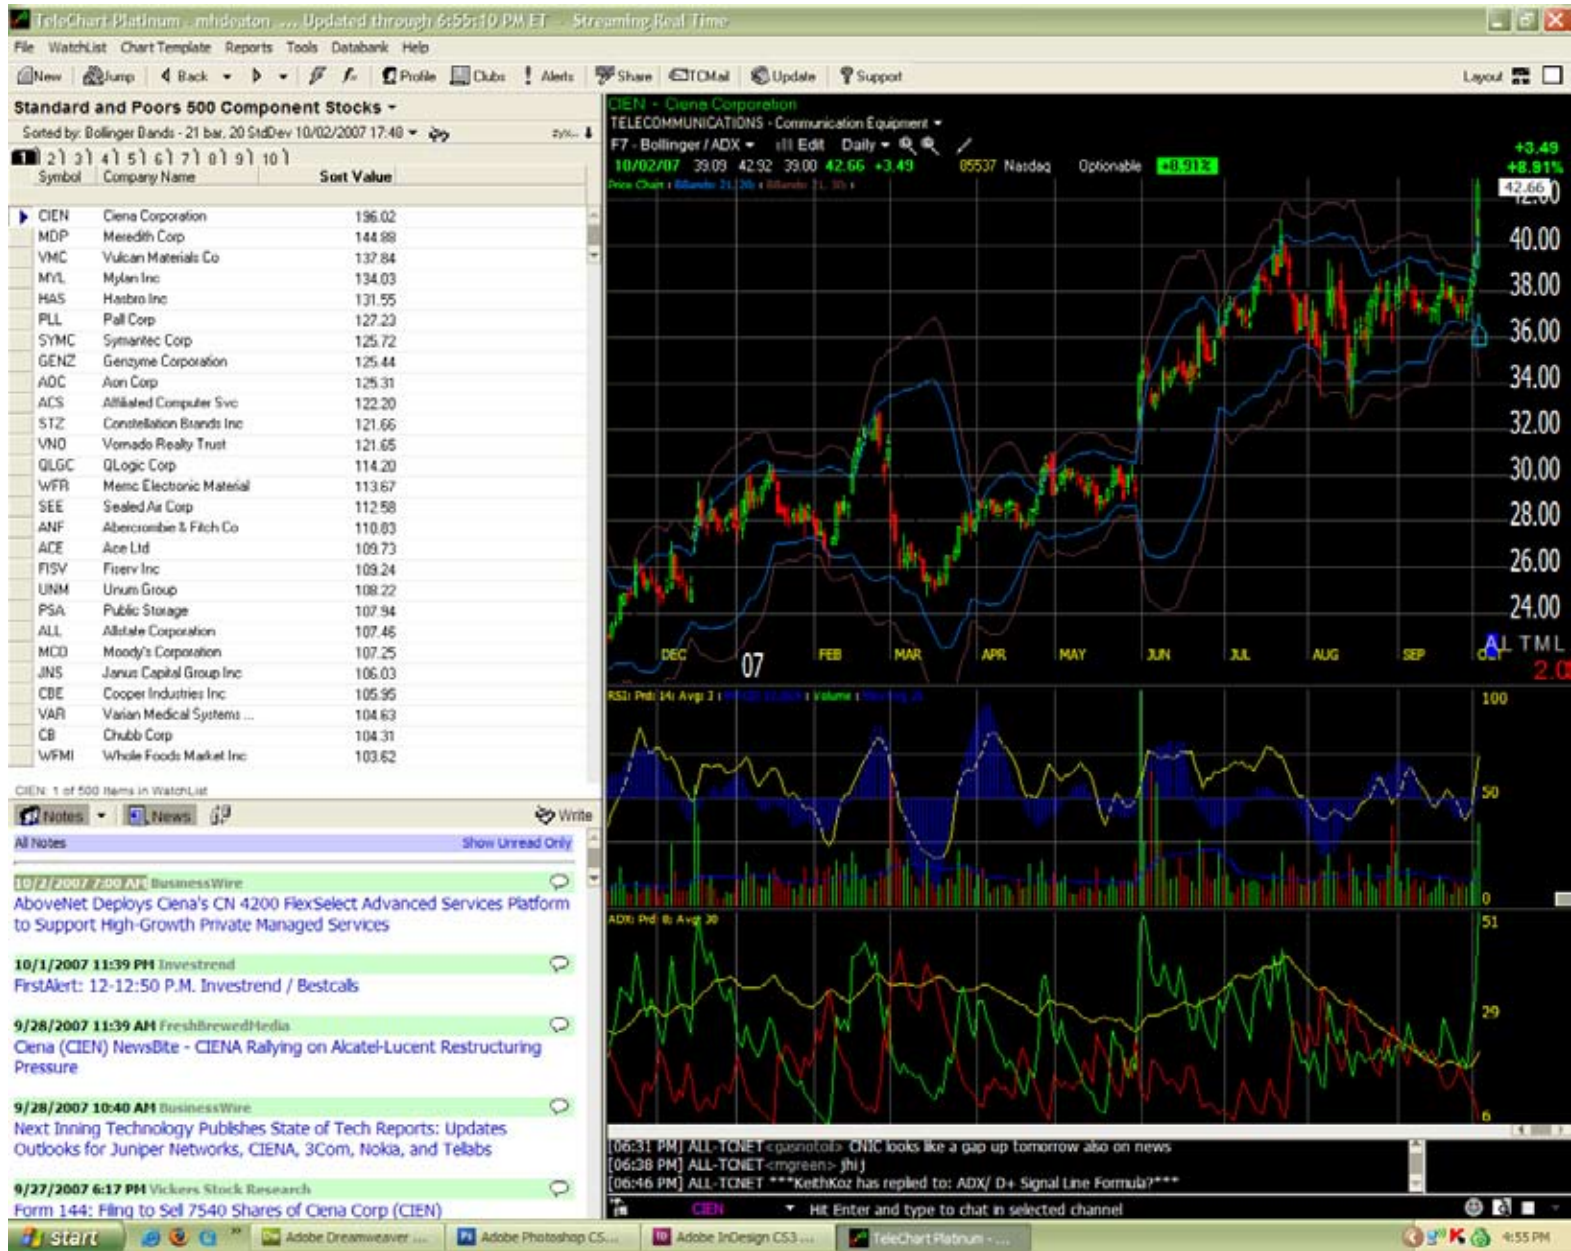 TeleChart Platinum - mhdeaton .... Updated through 6:55:10 PM ET - Streaming Real Time
File WatchList Chart Template Reports Tools Databank Help
New Jump Back Profile Clubs Alerts Share TCMail Update Support Layout
Standard and Poors 500 Component Stocks
Sorted by: Bollinger Bands - 21 bar, 20 StdDev 10/02/2007 17:48
1 2 3 4 5 6 7 8 9 10
Symbol Company Name Sort Value
CIEN Ciena Corporation 196.02
MDP Meredith Corp 144.88
VMC Vulcan Materials Co 137.84
MYL Mylan Inc 134.03
HAS Hasbro Inc 131.55
PLL Pall Corp 127.23
SYMC Symantec Corp 125.72
GENZ Genzyme Corporation 125.44
AOC Aon Corp 125.31
ACS Affiliated Computer Svc 122.20
STZ Constellation Brands Inc 121.66
VNO Vornado Realty Trust 121.65
QLGC QLogic Corp 114.20
WFR Memc Electronic Material 113.67
SEE Sealed Air Corp 112.58
ANF Abercrombie & Fitch Co 110.83
ACE Ace Ltd 109.73
FISV Fiserv Inc 109.24
UNM Unum Group 108.22
PSA Public Storage 107.94
ALL Allstate Corporation 107.46
MCO Moody's Corporation 107.25
JNS Janus Capital Group Inc 106.03
CBE Cooper Industries Inc 105.95
VAR Varian Medical Systems ...  104.63
CB Chubb Corp 104.31
WFMI Whole Foods Market Inc 103.62
CIEN: 1 of 500 Items in WatchList
Notes News Write
All Notes Show Unread Only
10/2/2007 7:00 AM BusinessWire
AboveNet Deploys Ciena's CN 4200 FlexSelect Advanced Services Platform
to Support High-Growth Private Managed Services
10/1/2007 11:39 PM Investrend
FirstAlert: 12-12:50 P.M. Investrend / Bestcalls
9/28/2007 11:39 AM FreshBrewedMedia
Ciena (CIEN) NewsBite - CIENA Rallying on Alcatel-Lucent Restructuring
Pressure
9/28/2007 10:40 AM BusinessWire
Next Inning Technology Publishes State of Tech Reports: Updates
Outlooks for Juniper Networks, CIENA, 3Com, Nokia, and Tellabs
9/27/2007 6:17 PM Vickers Stock Research
Form 144: Filing to Sell 7540 Shares of Ciena Corp (CIEN)
CIEN - Ciena Corporation
TELECOMMUNICATIONS - Communication Equipment
F7 - Bollinger / ADX Edit Daily
+3.49
10/02/07 39.09 42.92 39.00 42.66 +3.49 85537 Nasdaq Optionable +8.91%
+8.91%
Price Chart
42.66
40.00
38.00
36.00
34.00
32.00
30.00
28.00
26.00
24.00
AL TML
DEC 07 FEB MAR APR MAY JUN JUL AUG SEP
2.0
RSI: Prd: 14: Avg: 3 Volume
100
50
0
ADX: Prd: 8: Avg: 30
51
29
6
[06:31 PM] ALL-TCNET <gasnotoil> CNIC looks like a gap up tomorrow also on news
[06:38 PM] ALL-TCNET <mgreen> jhij
[06:46 PM] ALL-TCNET ***KeithKoz has replied to: ADX/ D+ Signal Line Formula?***
CIEN Hit Enter and type to chat in selected channel
start Adobe Dreamweaver ... Adobe Photoshop CS... Adobe InDesign CS3 ... TeleChart Platinum - ... 4:55 PM